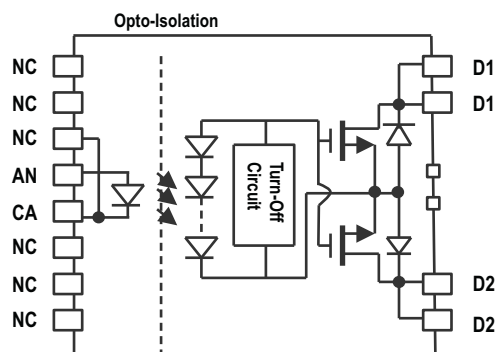 Opto-Isolation
NC
NC
NC
AN
CA
NC
NC
NC
Turn-Off
Circuit
D1
D1
D2
D2